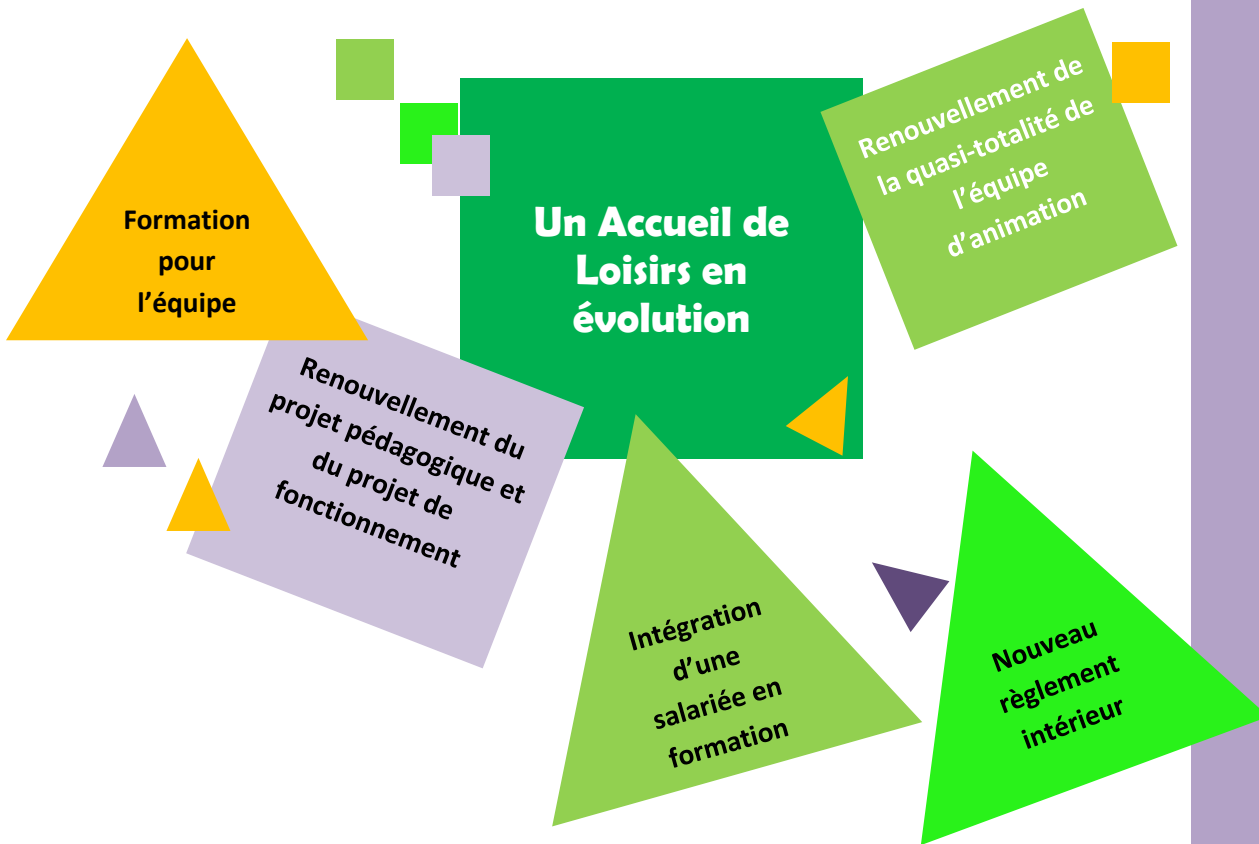 Un Accueil de
Loisirs en
évolution
Formation
pour
l'équipe
Renouvellement de
la quasi-totalité de
l'équipe
d'animation
Renouvellement du
projet pédagogique et
du projet de
fonctionnement
Intégration
d'une
salariée en
formation
Nouveau
règlement
intérieur